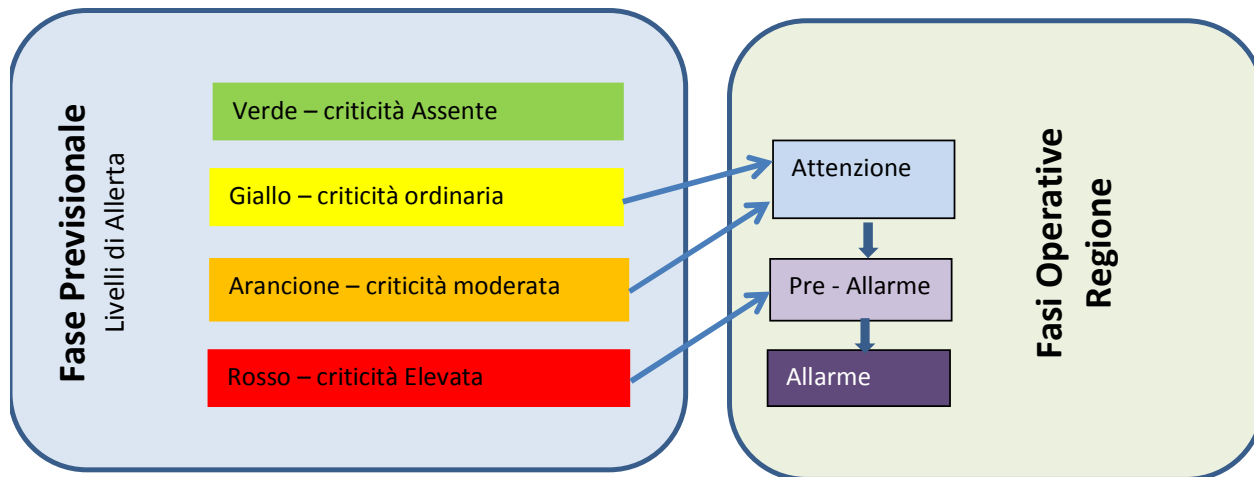 Fase Previsionale
Livelli di Allerta
Verde – criticità Assente
Giallo – criticità ordinaria
Arancione – criticità moderata
Rosso – criticità Elevata
Attenzione
Pre - Allarme
Allarme
Fasi Operative
Regione